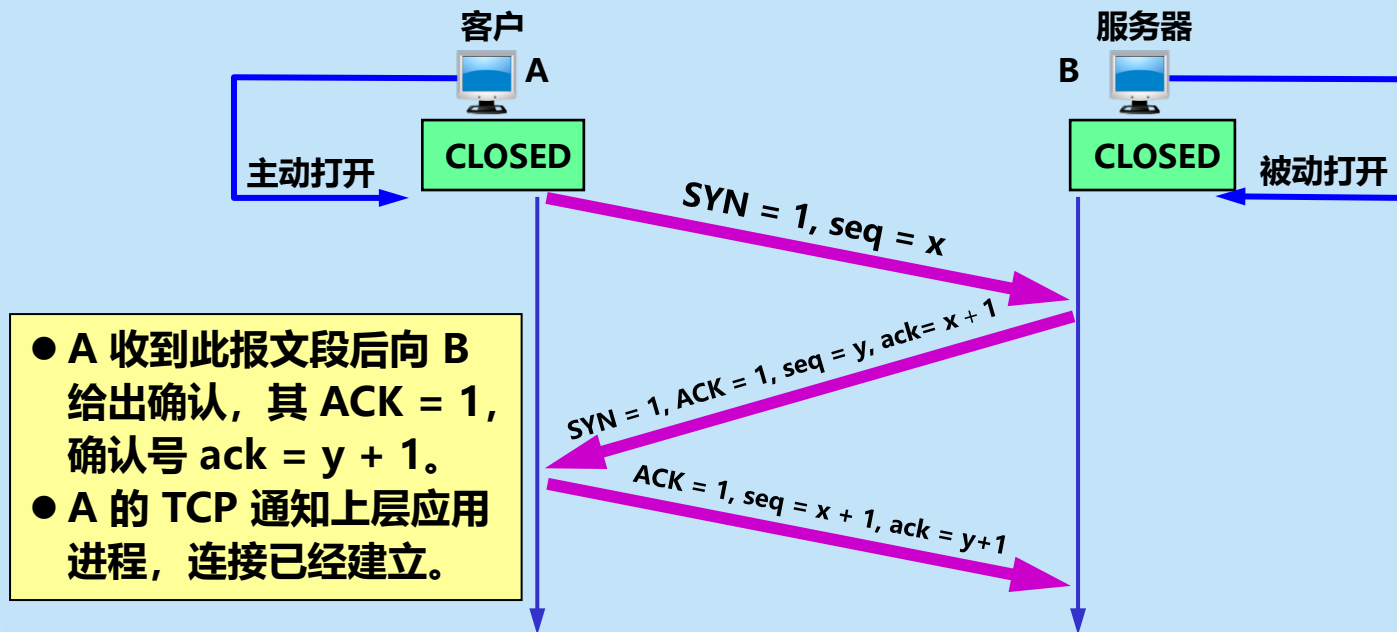 客户
服务器
A
B
CLOSED
CLOSED
主动打开
被动打开
SYN = 1, seq = x
SYN = 1, ACK = 1, seq = y, ack= x + 1
ACK = 1, seq = x + 1, ack = y+1
● A 收到此报文段后向 B
给出确认，其 ACK = 1,
确认号 ack = y + 1。
● A 的 TCP 通知上层应用
进程，连接已经建立。